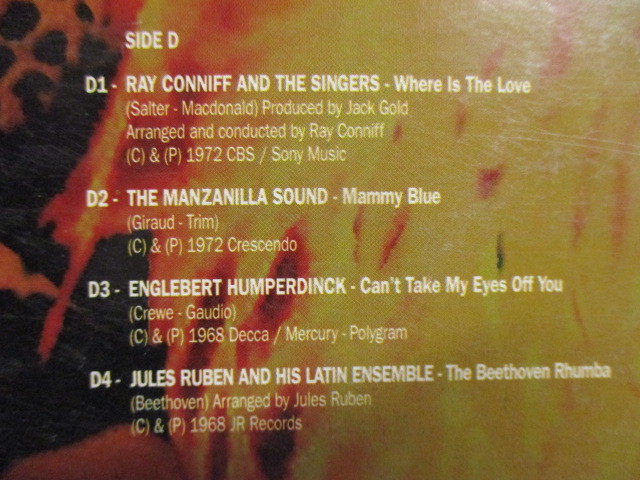 SIDE D
D1 - RAY CONNIFF AND THE SINGERS - Where Is The Love
(Salter - Macdonald) Produced by Jack Gold
Arranged and conducted by Ray Conniff
(C) & (P) 1972 CBS / Sony Music
D2 - THE MANZANILLA SOUND - Mammy Blue
(Giraud - Trim)
(C) & (P) 1972 Crescendo
D3 - ENGLEBERT HUMPERDINCK - Can't Take My Eyes Off You
(Crewe - Gaudio)
(C) & (P) 1968 Decca / Mercury - Polygram
D4 - JULES RUBEN AND HIS LATIN ENSEMBLE - The Beethoven Rhumba
(Beethoven) Arranged by Jules Ruben
(C) & (P) 1968 JR Records